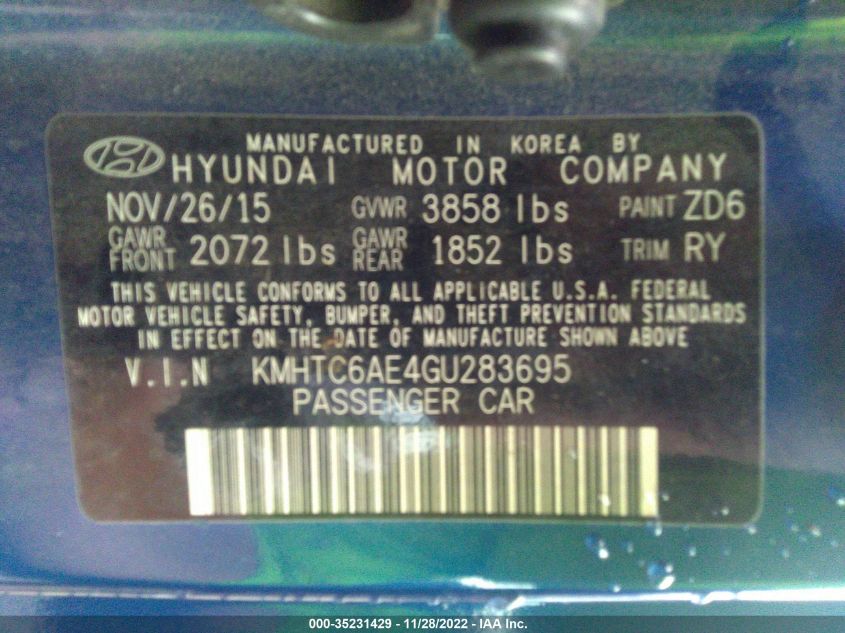 MANUFACTURED IN KOREA BY
HYUNDAI MOTOR COMPANY
NOV/26/15 GVWR 3858 lbs PAINT ZD6
GAWR FRONT 2072 lbs GAWR REAR 1852 lbs TRIM RY
THIS VEHICLE CONFORMS TO ALL APPLICABLE U.S.A. FEDERAL
MOTOR VEHICLE SAFETY, BUMPER, AND THEFT PREVENTION STANDARDS
IN EFFECT ON THE DATE OF MANUFACTURE SHOWN ABOVE
V.I.N KMHTC6AE4GU283695
PASSENGER CAR
000-35231429 - 11/28/2022 - IAA Inc.